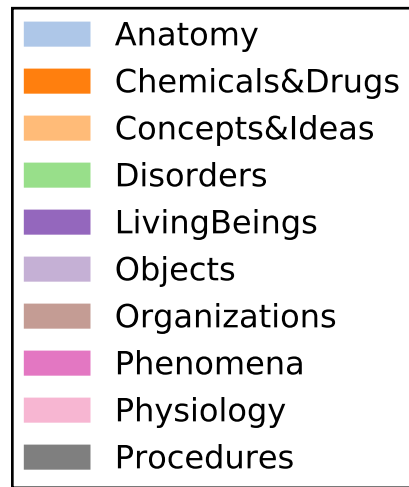 Anatomy
Chemicals&Drugs
Concepts&Ideas
Disorders
LivingBeings
Objects
Organizations
Phenomena
Physiology
Procedures